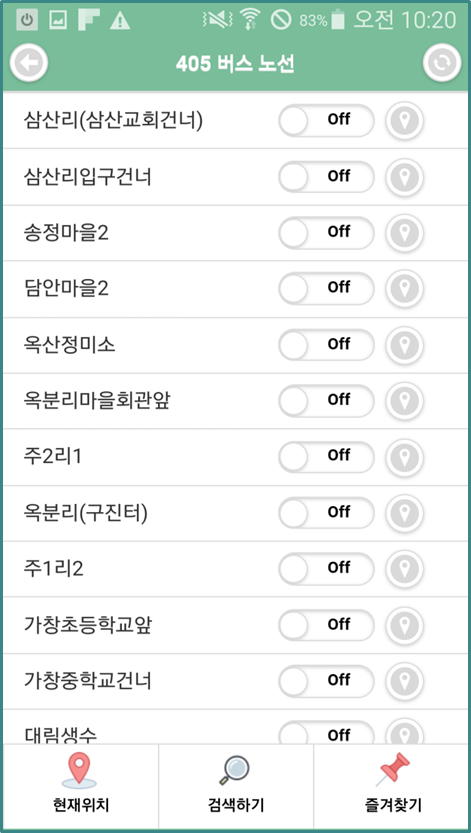 83% 오전 10:20
405 버스 노선
삼산리(삼산교회건너) Off
삼산리입구건너 Off
송정마을2 Off
담안마을2 Off
옥산정미소 Off
옥분리마을회관앞 Off
주2리1 Off
옥분리(구진터) Off
주1리2 Off
가창초등학교앞 Off
가창중학교건너 Off
대림생수 Off
현재위치 검색하기 즐겨찾기